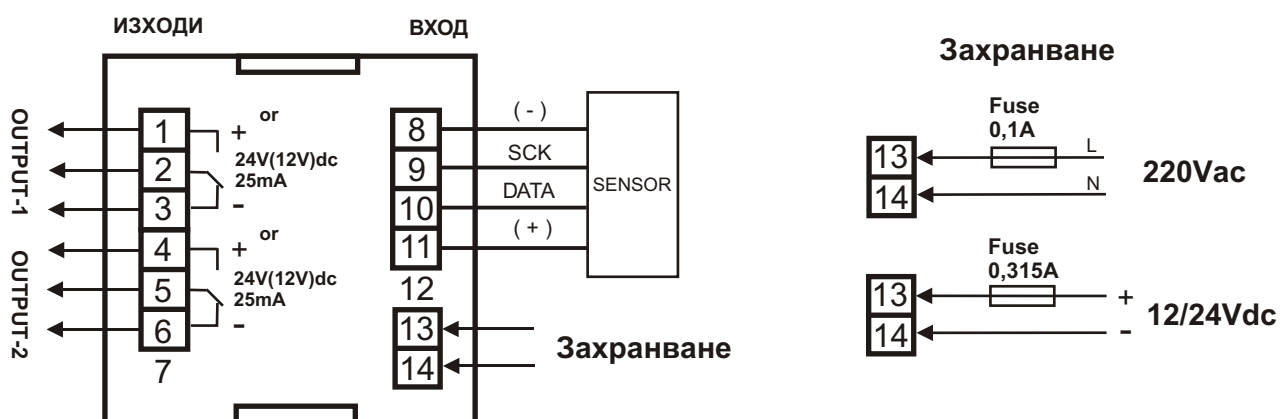 ИЗХОДИ
ВХОД
OUTPUT-1
1
2
3
+
or
24V(12V)dc
25mA
-
OUTPUT-2
4
5
6
+
or
24V(12V)dc
25mA
-
7
8
9
10
11
12
13
14
( - )
SCK
DATA
( + )
SENSOR
Захранване
Захранване
Fuse
0,1A
13
14
L
N
220Vac
Fuse
0,315A
13
14
+
-
12/24Vdc